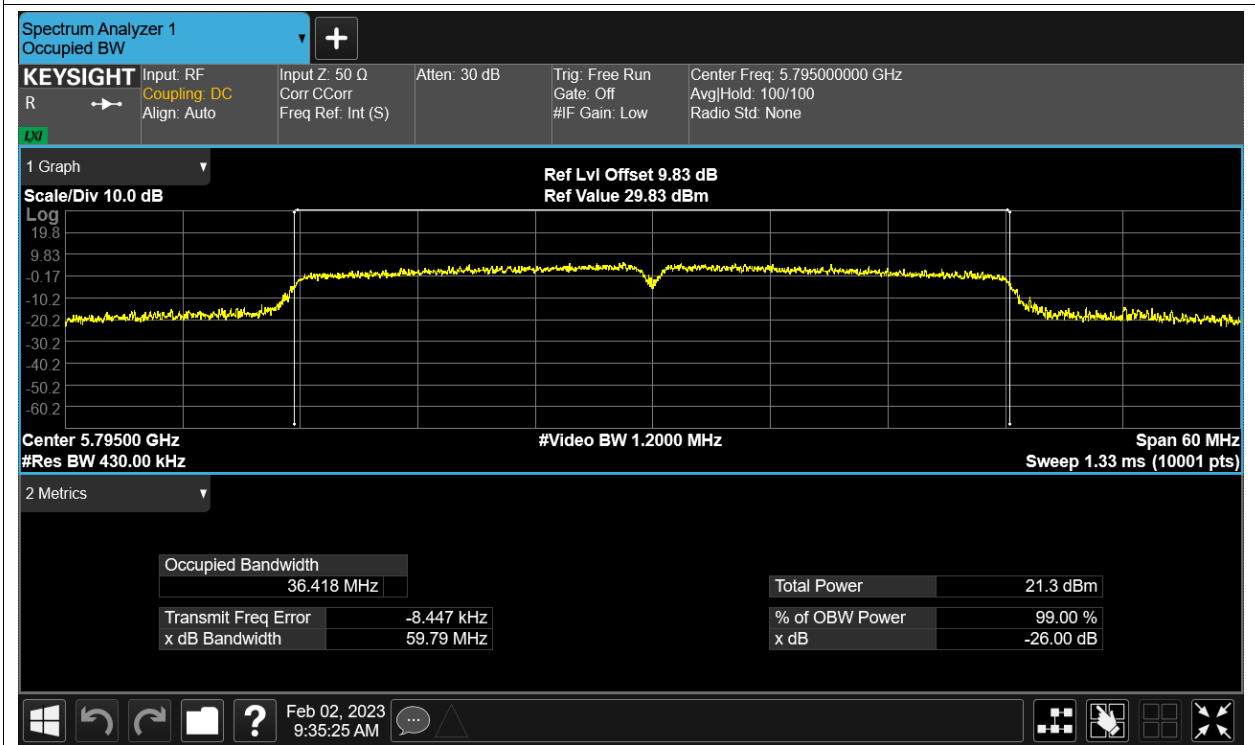 Spectrum Analyzer 1
Occupied BW
KEYSIGHT
R
LXI
Input: RF
Coupling: DC
Align: Auto
Input Z: 50 Ω
Corr CCorr
Freq Ref: Int (S)
Atten: 30 dB
Trig: Free Run
Gate: Off
#IF Gain: Low
Center Freq: 5.795000000 GHz
Avg|Hold: 100/100
Radio Std: None
1 Graph
Scale/Div 10.0 dB
Ref Lvl Offset 9.83 dB
Ref Value 29.83 dBm
Log
19.8
9.83
-0.17
-10.2
-20.2
-30.2
-40.2
-50.2
-60.2
Center 5.79500 GHz
#Video BW 1.2000 MHz
Span 60 MHz
#Res BW 430.00 kHz
Sweep 1.33 ms (10001 pts)
2 Metrics
Occupied Bandwidth
36.418 MHz
Total Power 21.3 dBm
Transmit Freq Error -8.447 kHz
% of OBW Power 99.00 %
x dB Bandwidth 59.79 MHz
x dB -26.00 dB
?
Feb 02, 2023
9:35:25 AM